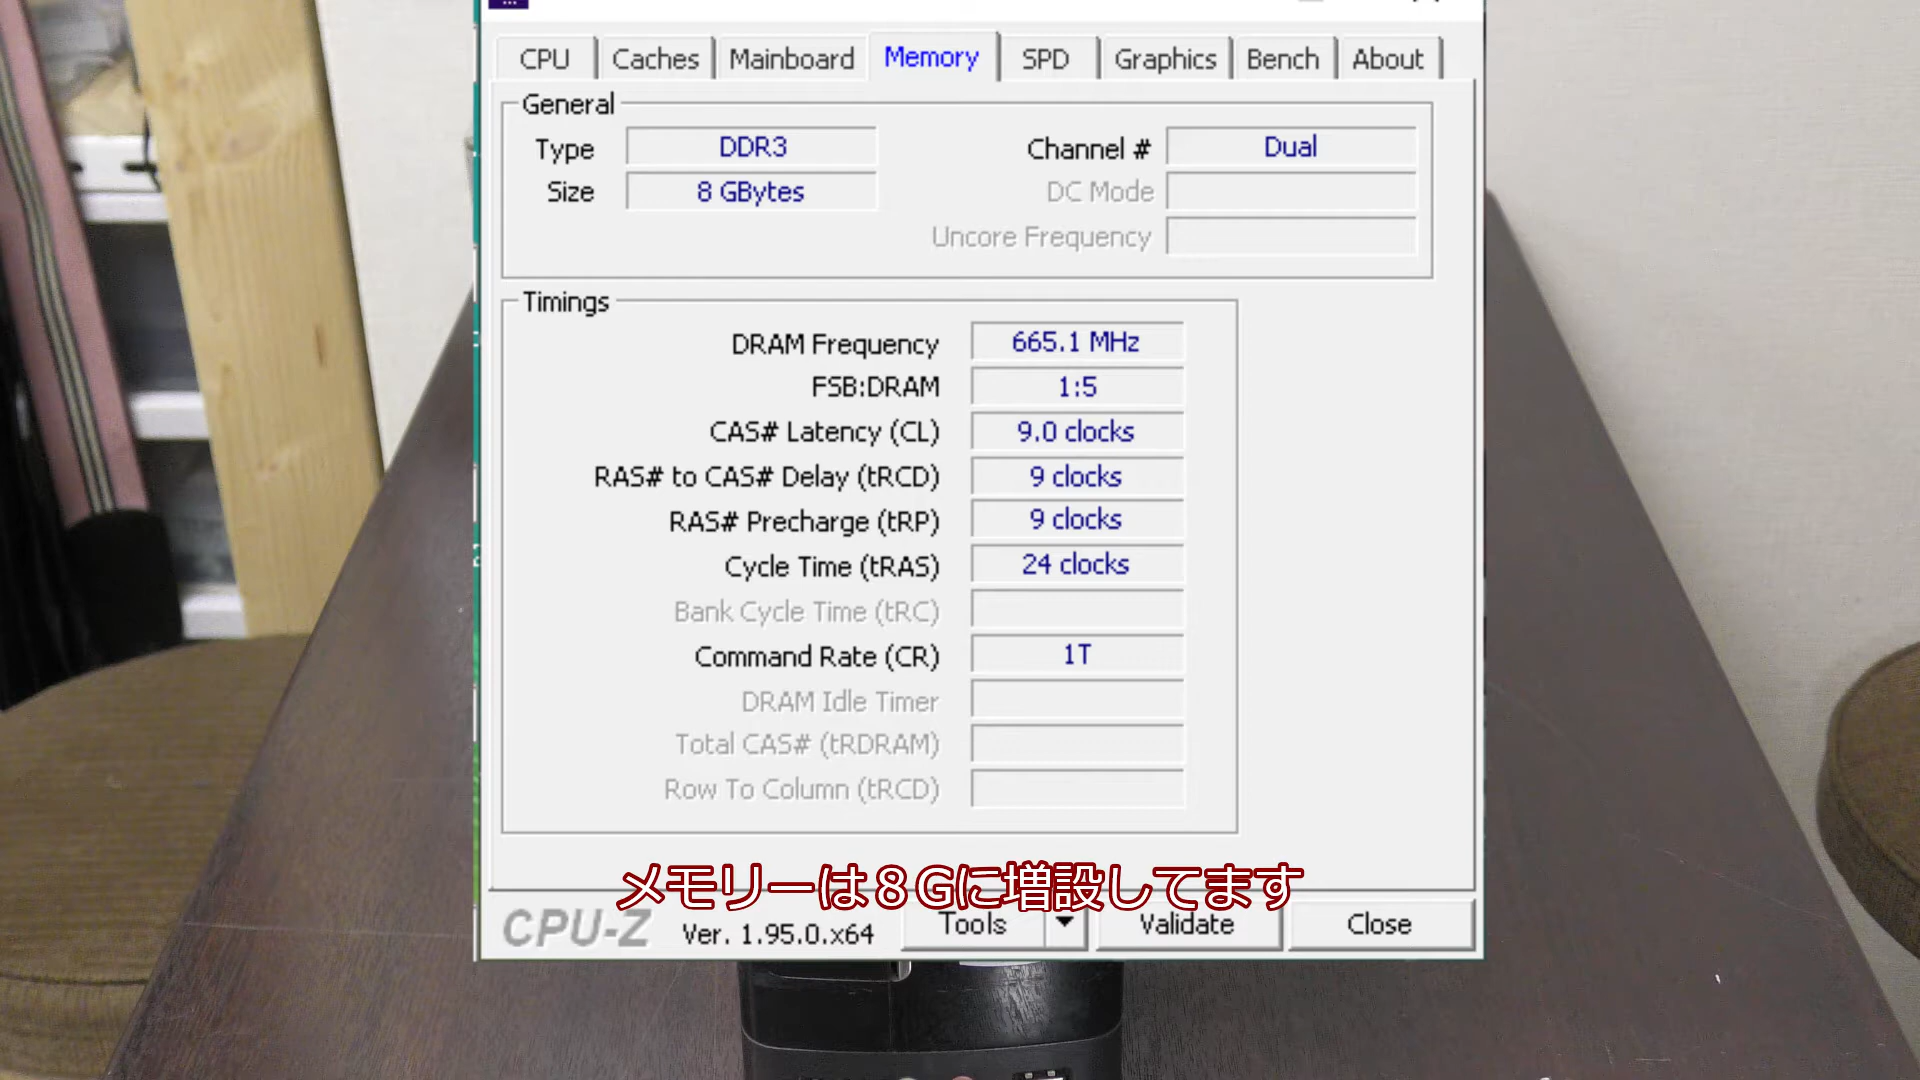 CPU Caches Mainboard Memory SPD Graphics Bench About
General
Type DDR3 Channel # Dual
Size 8 GBytes DC Mode
Uncore Frequency
Timings
DRAM Frequency 665.1 MHz
FSB:DRAM 1:5
CAS# Latency (CL) 9.0 clocks
RAS# to CAS# Delay (tRCD) 9 clocks
RAS# Precharge (tRP) 9 clocks
Cycle Time (tRAS) 24 clocks
Bank Cycle Time (tRC)
Command Rate (CR) 1T
DRAM Idle Timer
Total CAS# (tRDRAM)
Row To Column (tRCD)
メモリーは８Gに増設してます
CPU-Z Ver. 1.95.0.x64 Tools Validate Close